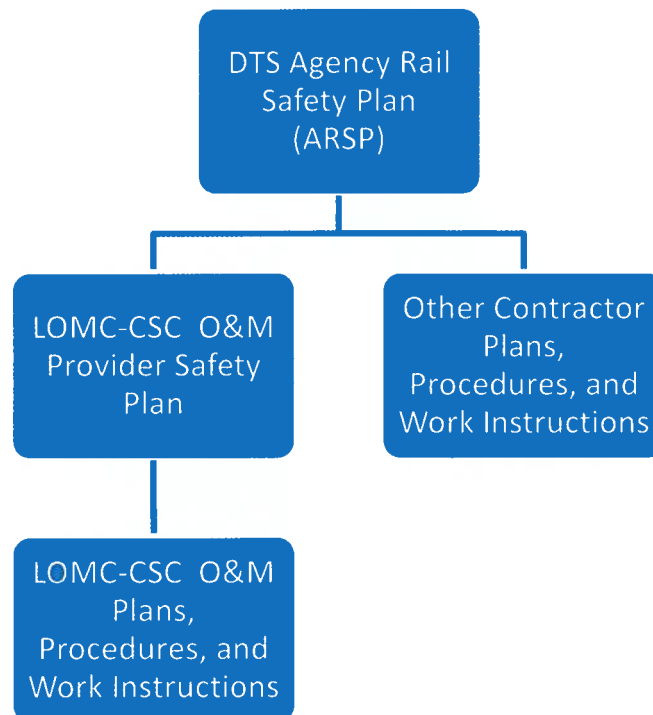 DTS Agency Rail
Safety Plan
(ARSP)
LOMC-CSC O&M
Provider Safety
Plan
Other Contractor
Plans,
Procedures, and
Work Instructions
LOMC-CSC O&M
Plans,
Procedures, and
Work Instructions